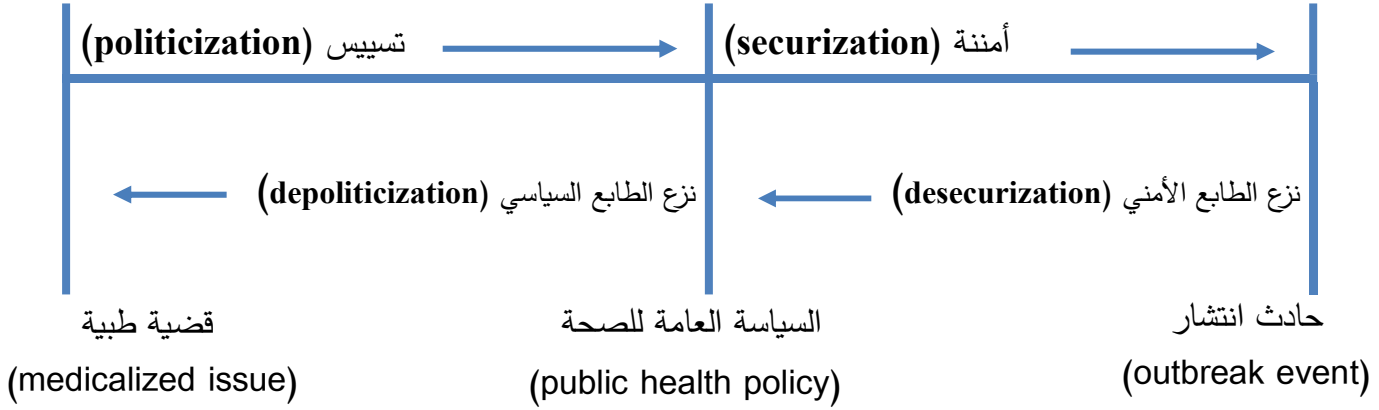 تسييس (politicization)
أمننة (securization)
نزع الطابع السياسي (depoliticization)
نزع الطابع الأمني (desecurization)
قضية طبية
(medicalized issue)
السياسة العامة للصحة
(public health policy)
حادث انتشار
(outbreak event)